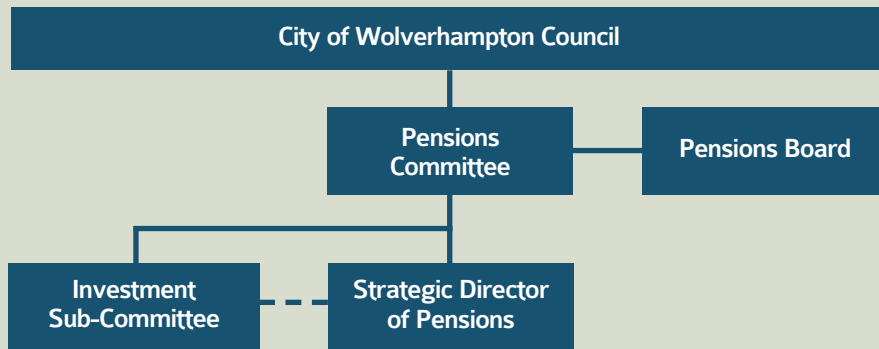 City of Wolverhampton Council
Pensions
Committee
Pensions Board
Investment
Sub-Committee
Strategic Director
of Pensions